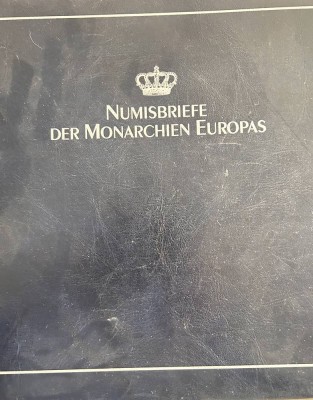 NUMISBRIEFE
DER MONARCHIEN EUROPAS